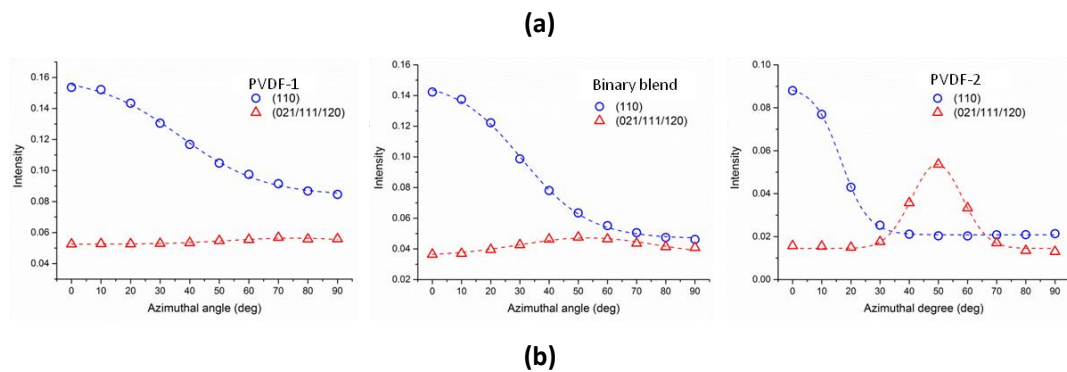 (a)
PVDF-1
(110)
(021/111/120)
Intensity
0.16
0.14
0.12
0.10
0.08
0.06
0.04
0 10 20 30 40 50 60 70 80 90
Azimuthal angle (deg)
Binary blend
(110)
(021/111/120)
Intensity
0.16
0.14
0.12
0.10
0.08
0.06
0.04
0.02
0 10 20 30 40 50 60 70 80 90
Azimuthal angle (deg)
PVDF-2
(110)
(021/111/120)
Intensity
0.10
0.08
0.06
0.04
0.02
0.00
0 10 20 30 40 50 60 70 80 90
Azimuthal degree (deg)
(b)